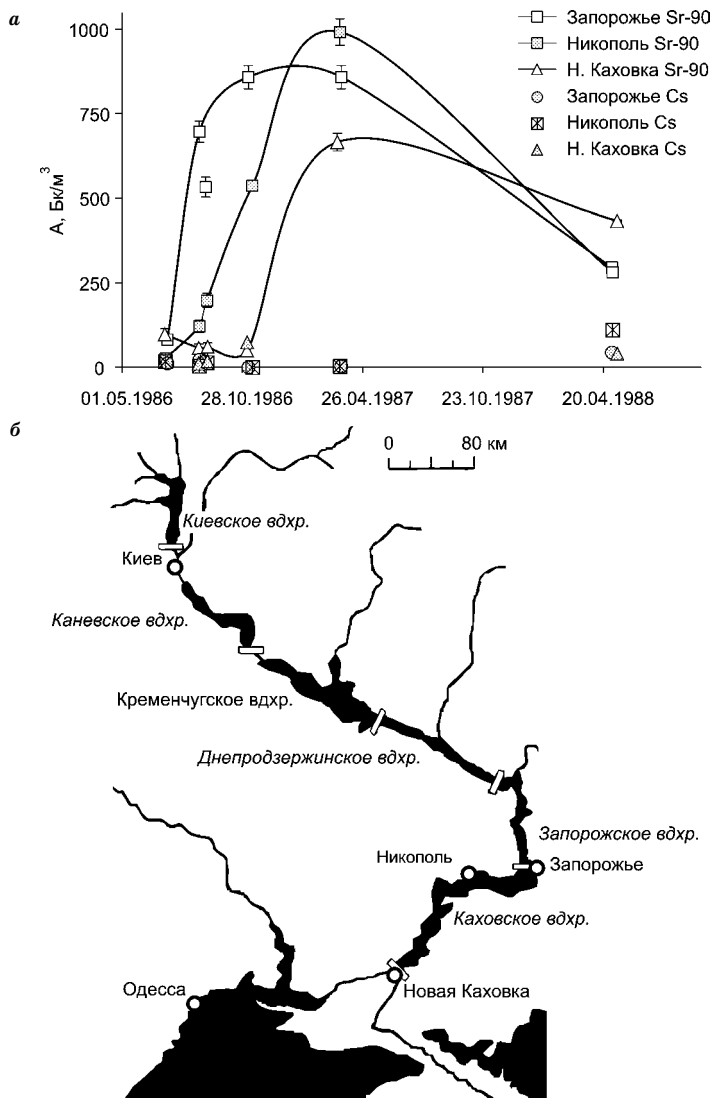 а
А, Бк/м³
1000
750
500
250
0
01.05.1986 28.10.1986 26.04.1987 23.10.1987 20.04.1988
Запорожье Sr-90
Никополь Sr-90
Н. Каховка Sr-90
Запорожье Cs
Никополь Cs
Н. Каховка Cs
б
0 80 км
Киевское вдхр.
Киев
Каневское вдхр.
Кременчугское вдхр.
Днепродзержинское вдхр.
Запорожское вдхр.
Никополь
Запорожье
Каховское вдхр.
Одесса
Новая Каховка